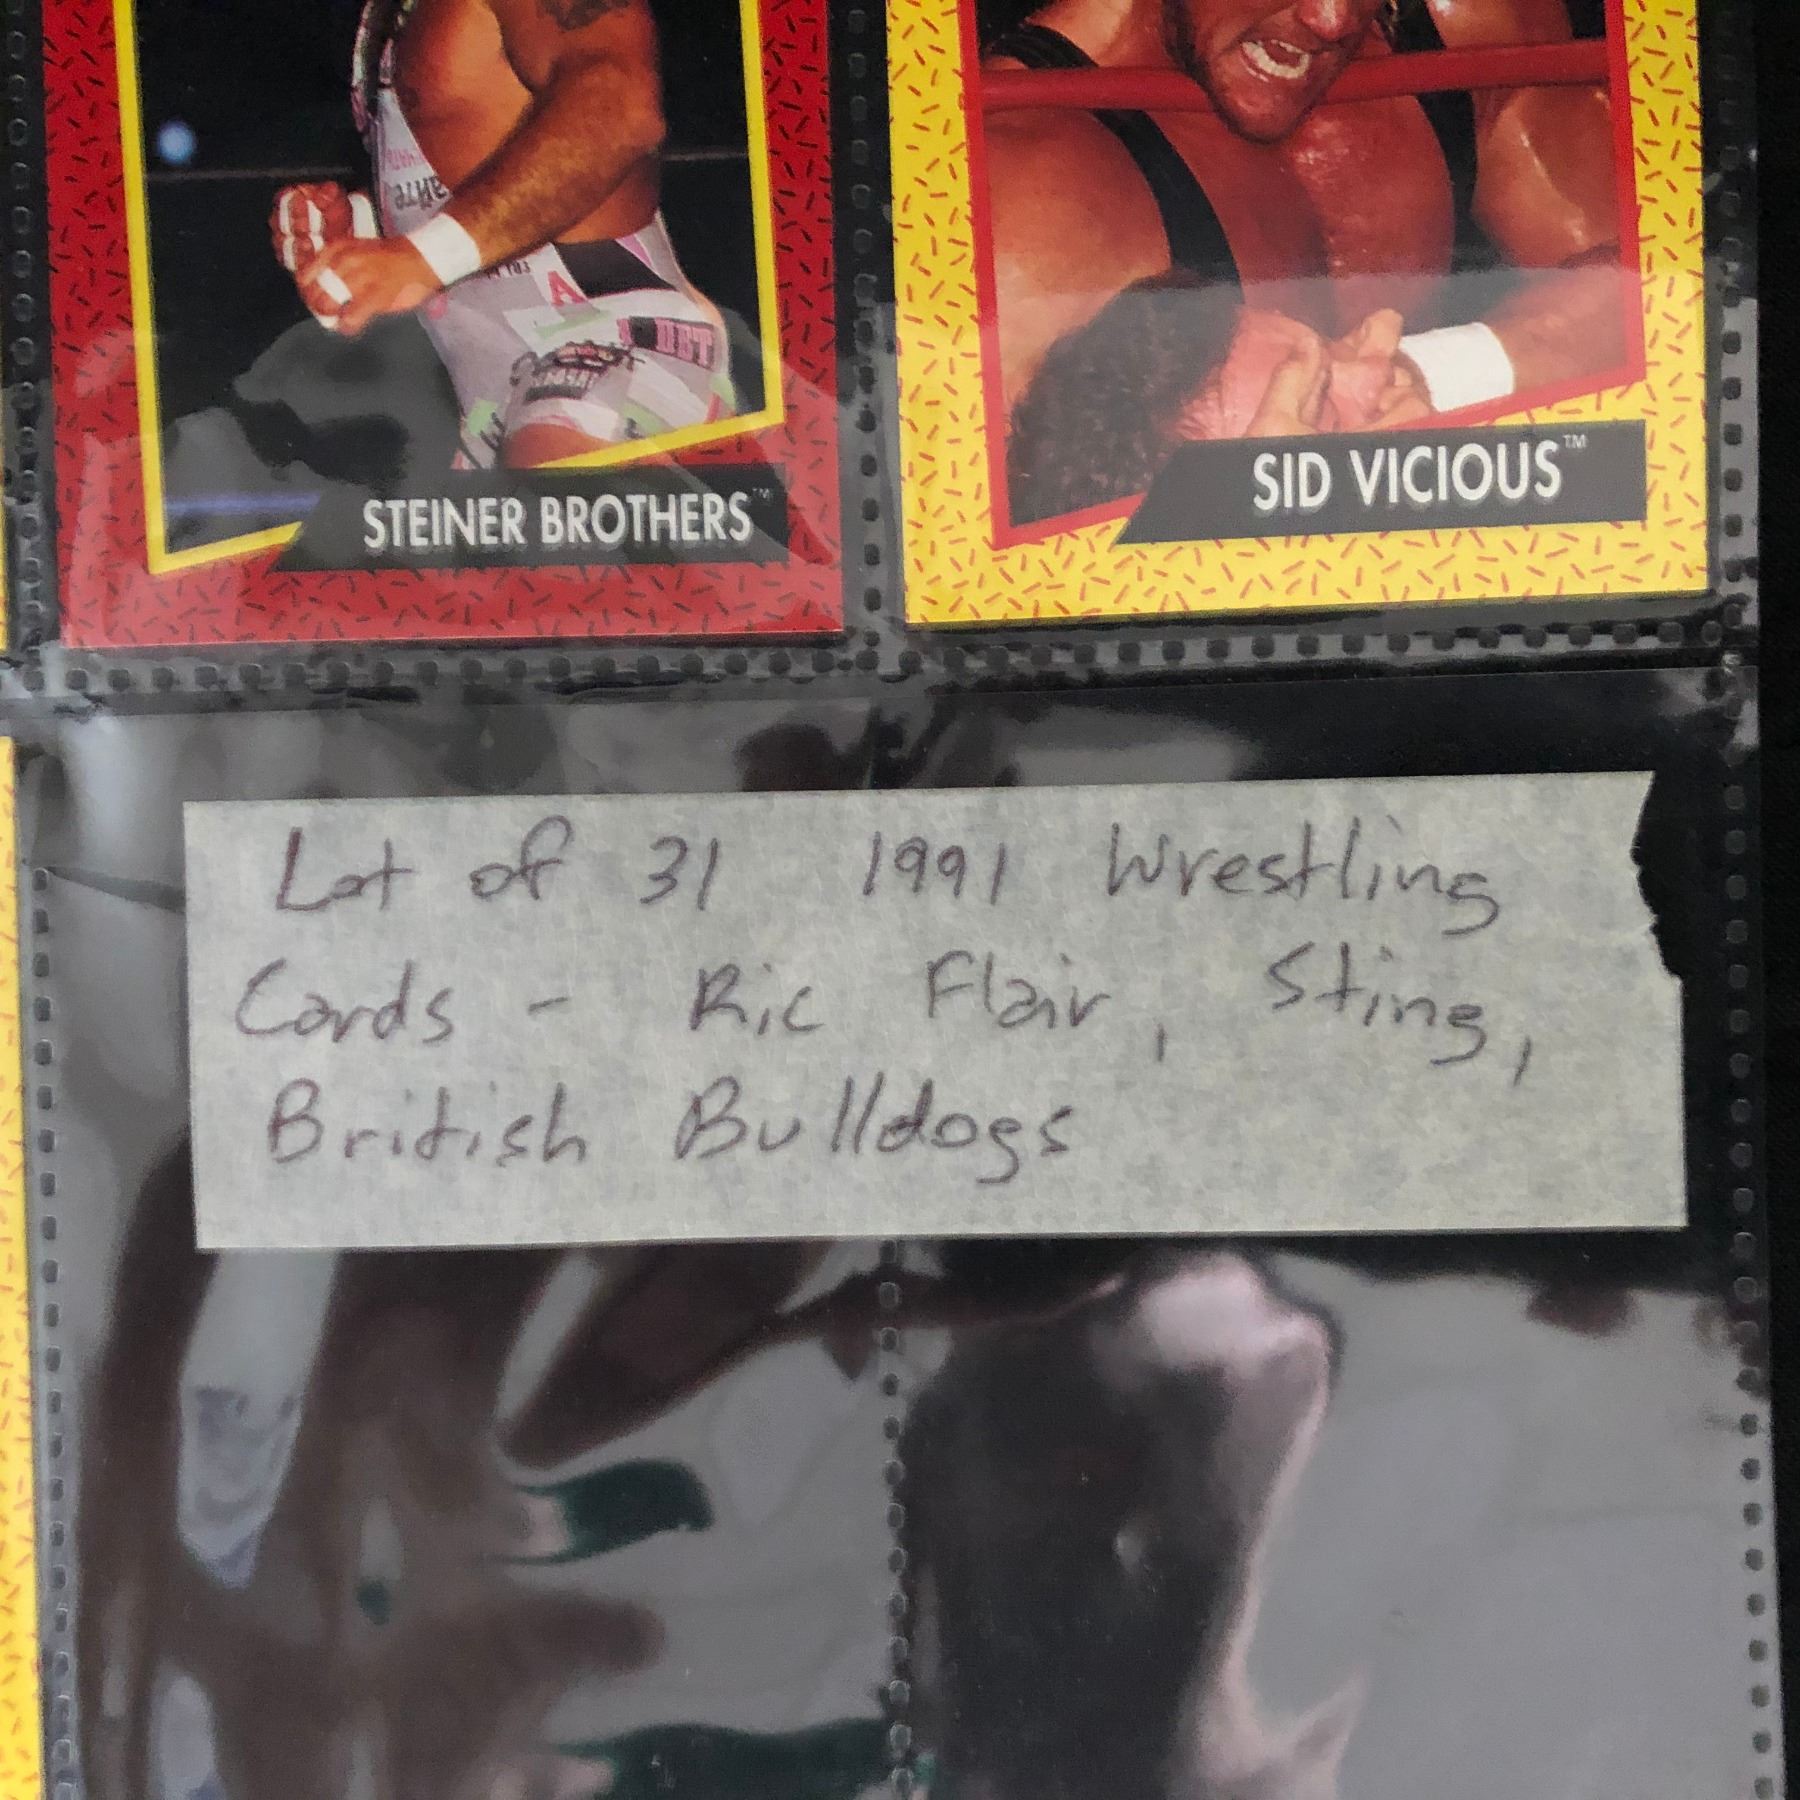 STEINER BROTHERS™
SID VICIOUS™
Lot of 31 1991 Wrestling
Cards - Ric Flair, Sting,
British Bulldogs